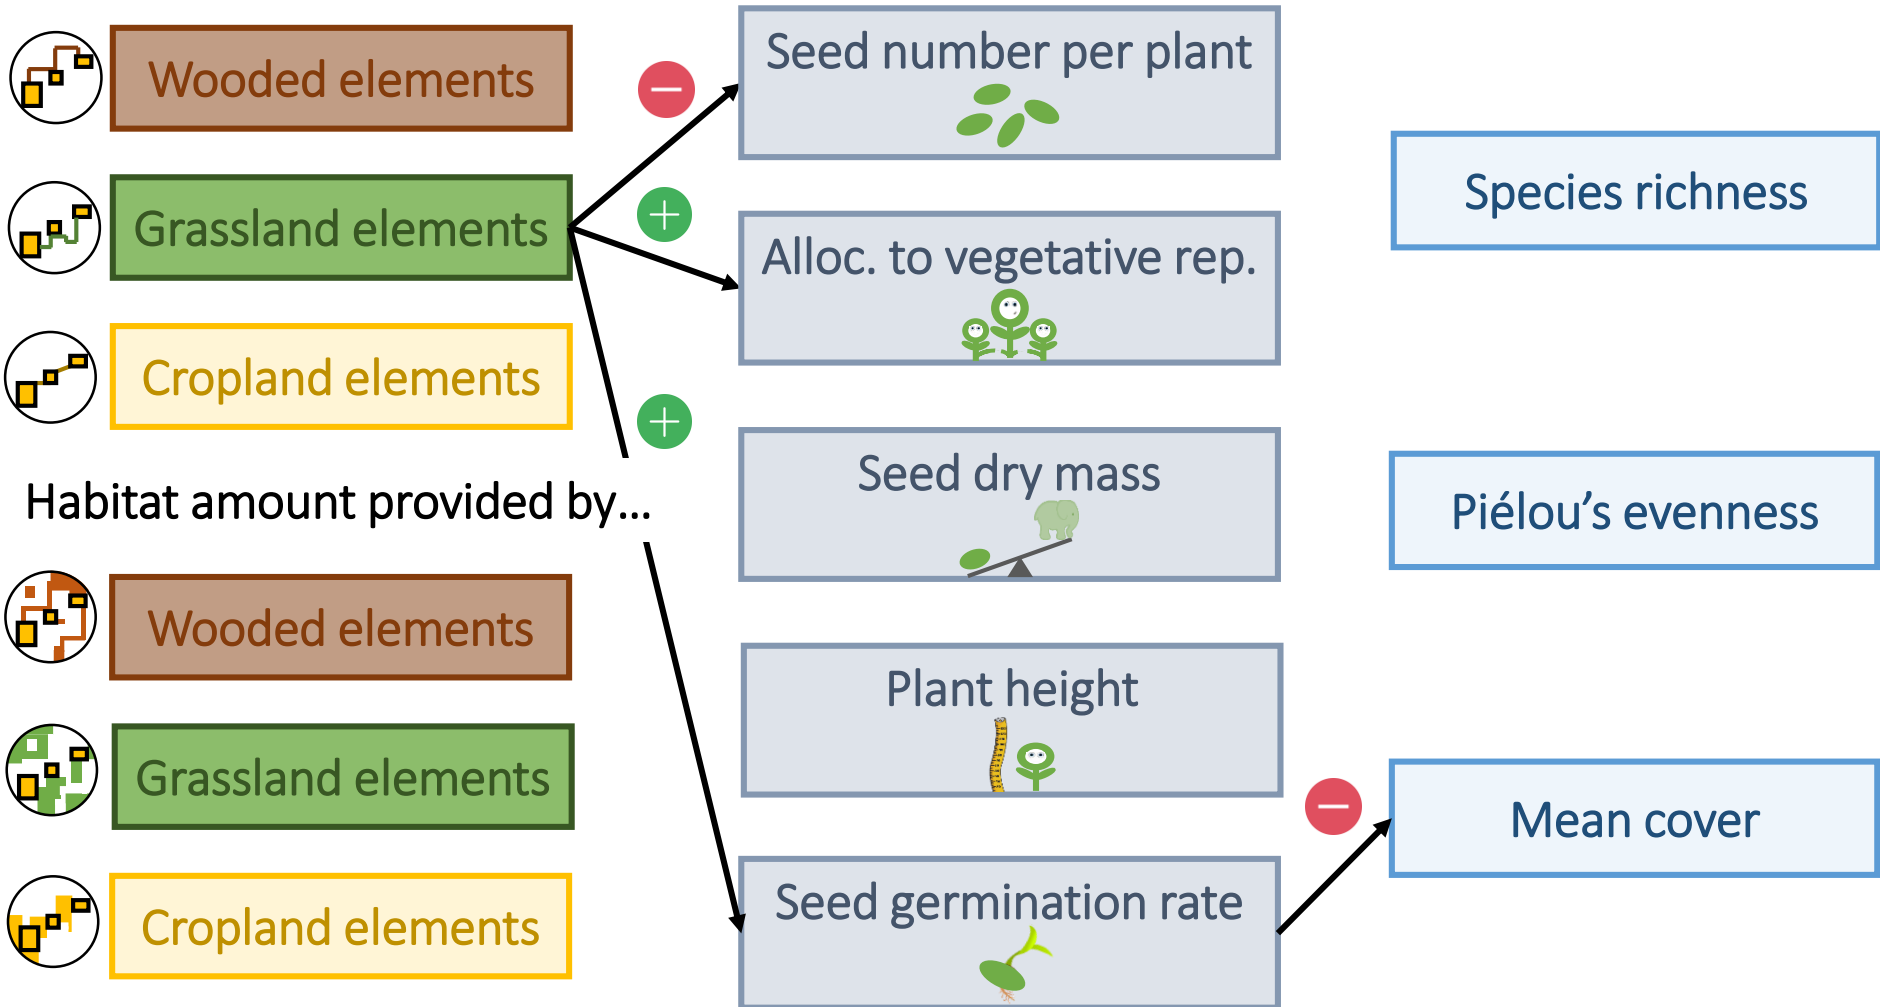 Wooded elements
Grassland elements
Cropland elements
Habitat amount provided by...
Wooded elements
Grassland elements
Cropland elements
Seed number per plant
Alloc. to vegetative rep.
Seed dry mass
Plant height
Seed germination rate
Species richness
Piélou’s evenness
Mean cover